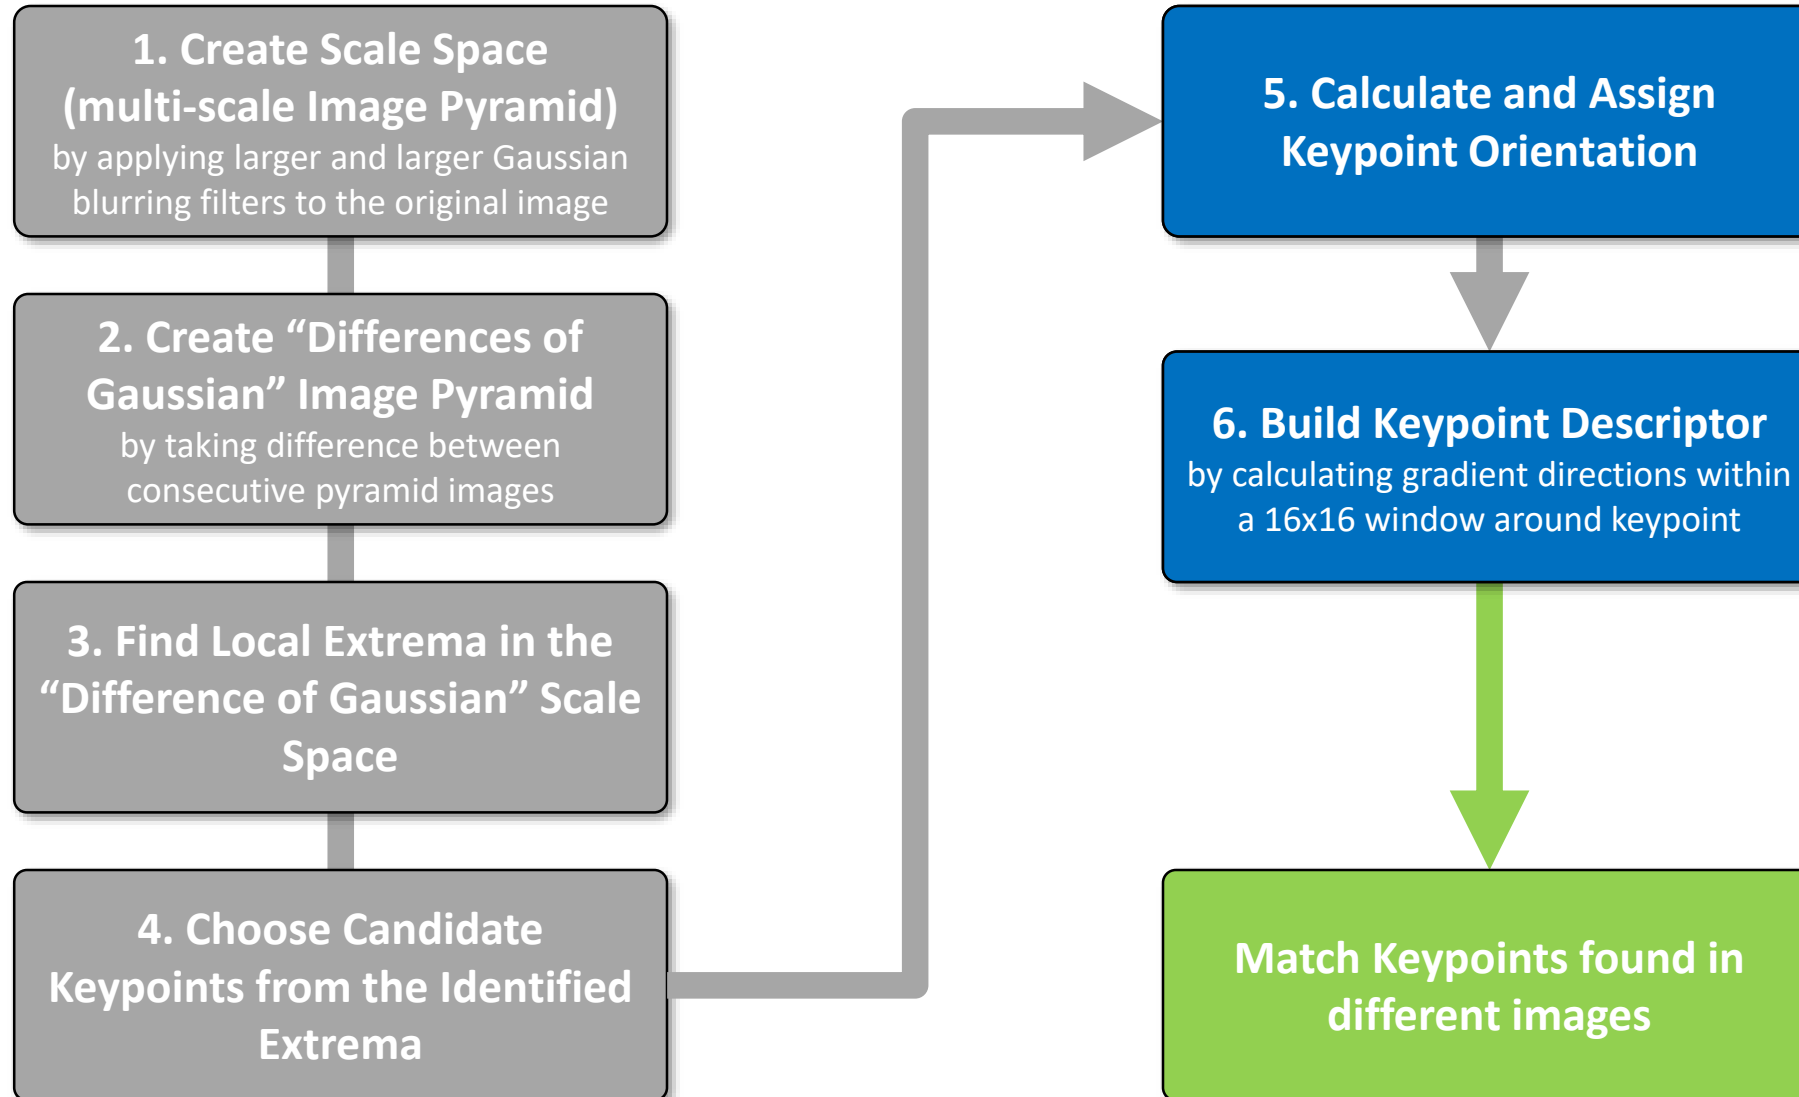 1. Create Scale Space
(multi-scale Image Pyramid)
by applying larger and larger Gaussian
blurring filters to the original image
2. Create “Differences of
Gaussian” Image Pyramid
by taking difference between
consecutive pyramid images
3. Find Local Extrema in the
“Difference of Gaussian” Scale
Space
4. Choose Candidate
Keypoints from the Identified
Extrema
5. Calculate and Assign
Keypoint Orientation
6. Build Keypoint Descriptor
by calculating gradient directions within
a 16x16 window around keypoint
Match Keypoints found in
different images